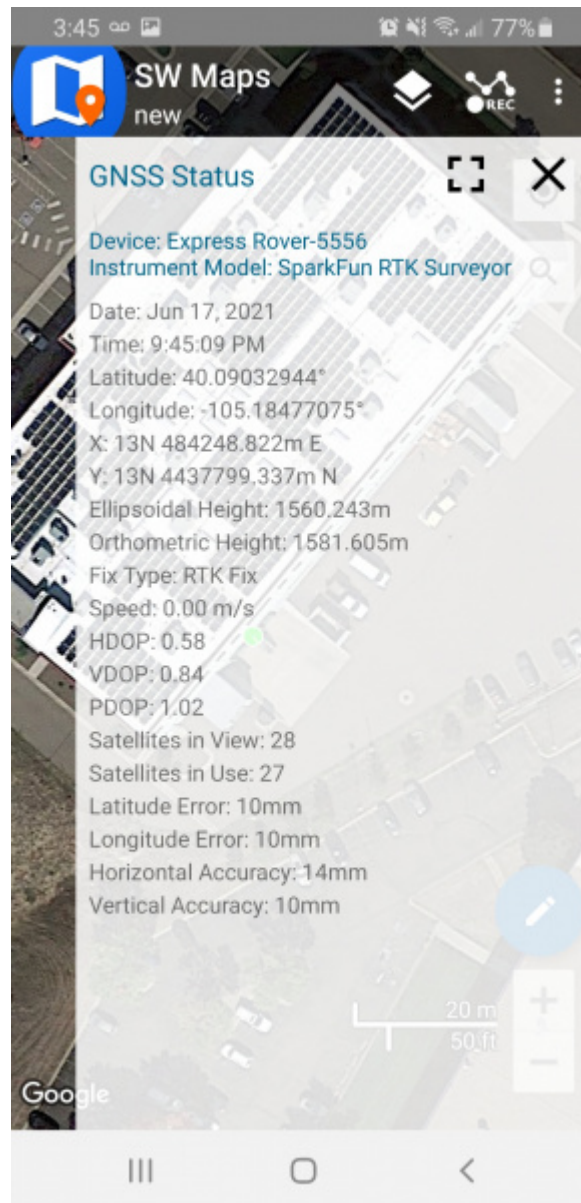 3:45
77%
SW Maps
new
REC
GNSS Status
Device: Express Rover-5556
Instrument Model: SparkFun RTK Surveyor
Date: Jun 17, 2021
Time: 9:45:09 PM
Latitude: 40.09032944°
Longitude: -105.18477075°
X: 13N 484248.822m E
Y: 13N 4437799.337m N
Ellipsoidal Height: 1560.243m
Orthometric Height: 1581.605m
Fix Type: RTK Fix
Speed: 0.00 m/s
HDOP: 0.58
VDOP: 0.84
PDOP: 1.02
Satellites in View: 28
Satellites in Use: 27
Latitude Error: 10mm
Longitude Error: 10mm
Horizontal Accuracy: 14mm
Vertical Accuracy: 10mm
20 m
50 ft
Google